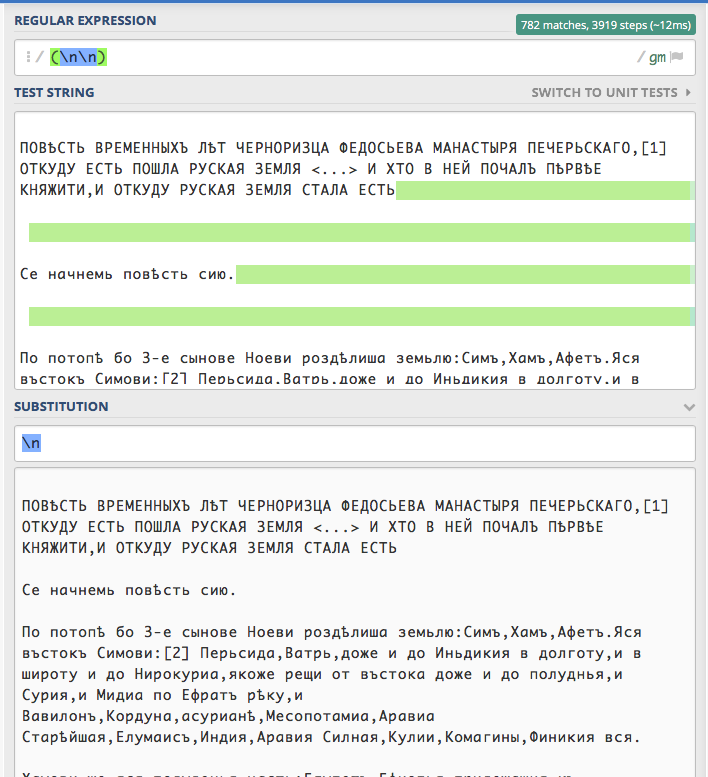 REGULAR EXPRESSION
782 matches, 3919 steps (~12ms)
/ (\n\n)
/ gm
TEST STRING
SWITCH TO UNIT TESTS
ПОВѢСТЬ ВРЕМЕННЫХЪ ЛѢТ ЧЕРНОРИЗЦА ФЕДОСЬЕВА МАНАСТЫРЯ ПЕЧЕРЬСКАГО,[1]
ОТКУДУ ЕСТЬ ПОШЛА РУСКАЯ ЗЕМЛЯ <...> И ХТО В НЕЙ ПОЧАЛЪ ПѢРВѢЕ
КНЯЖИТИ,И ОТКУДУ РУСКАЯ ЗЕМЛЯ СТАЛА ЕСТЬ
Се начнемь повѣсть сию.
По потопѣ бо 3-е сынове Ноеви роздѣлиша земьлю:Симъ,Хамъ,Афетъ.Яся
въстокъ Симови:[2] Перьсида,Ватрь,доже и до Иньдикия в долготу,и в
SUBSTITUTION
\n
ПОВѢСТЬ ВРЕМЕННЫХЪ ЛѢТ ЧЕРНОРИЗЦА ФЕДОСЬЕВА МАНАСТЫРЯ ПЕЧЕРЬСКАГО,[1]
ОТКУДУ ЕСТЬ ПОШЛА РУСКАЯ ЗЕМЛЯ <...> И ХТО В НЕЙ ПОЧАЛЪ ПѢРВѢЕ
КНЯЖИТИ,И ОТКУДУ РУСКАЯ ЗЕМЛЯ СТАЛА ЕСТЬ
Се начнемь повѣсть сию.
По потопѣ бо 3-е сынове Ноеви роздѣлиша земьлю:Симъ,Хамъ,Афетъ.Яся
въстокъ Симови:[2] Перьсида,Ватрь,доже и до Иньдикия в долготу,и в
широту и до Нирокуриа,якоже рещи от въстока доже и до полуднья,и
Сурия,и Мидиа по Ефратъ рѣку,и
Вавилонъ,Кордуна,асурианѣ,Месопотамиа,Аравиа
Старѣйшая,Елумаисъ,Индия,Аравия Силная,Кулии,Комагины,Финикия вся.